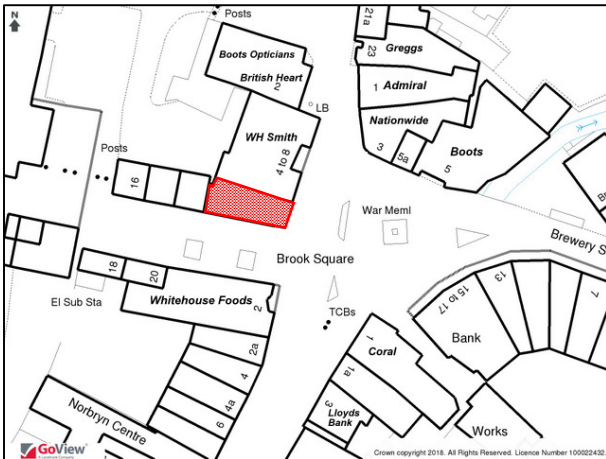 N
Posts
21a
Greggs
23
Boots Opticians
British Heart
2
1
Admiral
LB
Nationwide
WH Smith
4 to 8
Boots
3
5a
5
Posts
16
War Meml
Brewery S
Brook Square
18
20
El Sub Sta
Whitehouse Foods
2
TCBs
2a
4
4a
6
Norbryn Centre
1
Coral
1a
3
Lloyds
Bank
Bank
15 to 17
13
7
Works
GoView
A Landmark Company
Crown copyright 2018. All Rights Reserved. Licence Number 100022432.